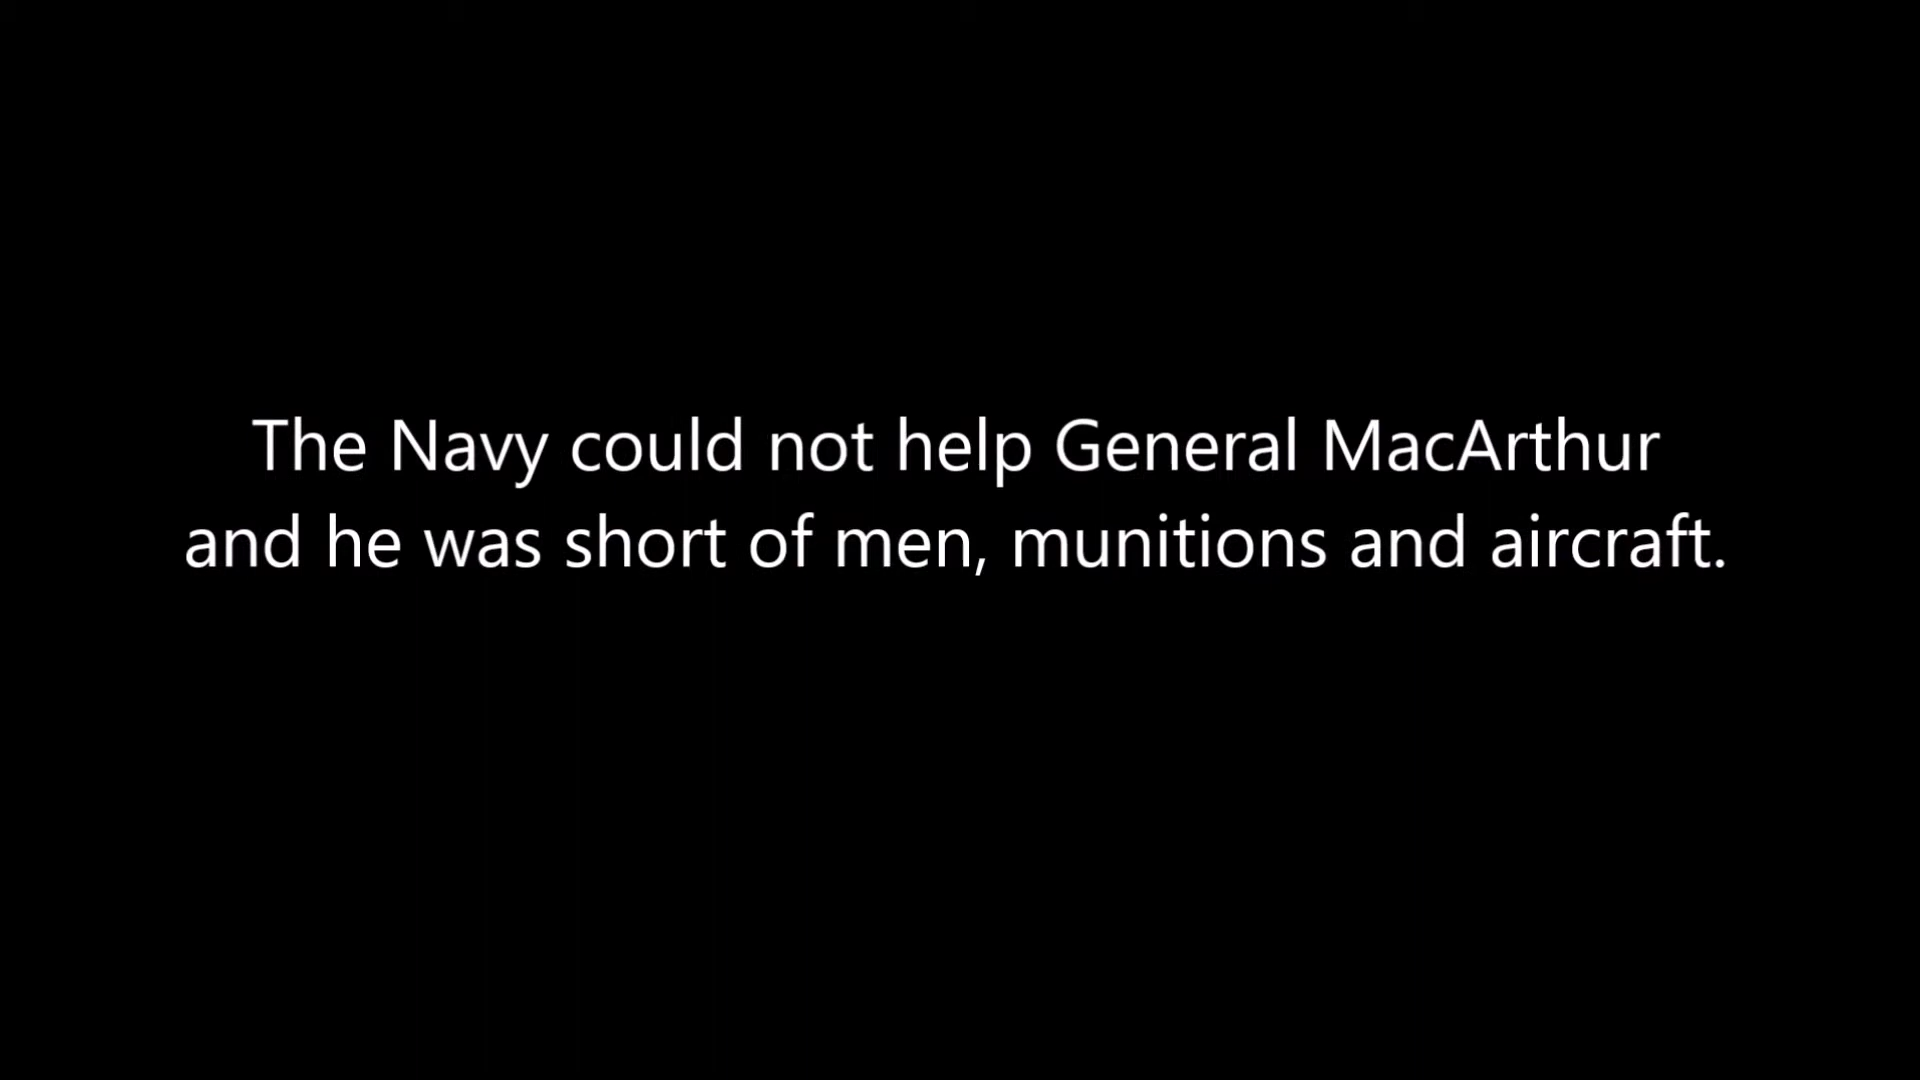 The Navy could not help General MacArthur
and he was short of men, munitions and aircraft.